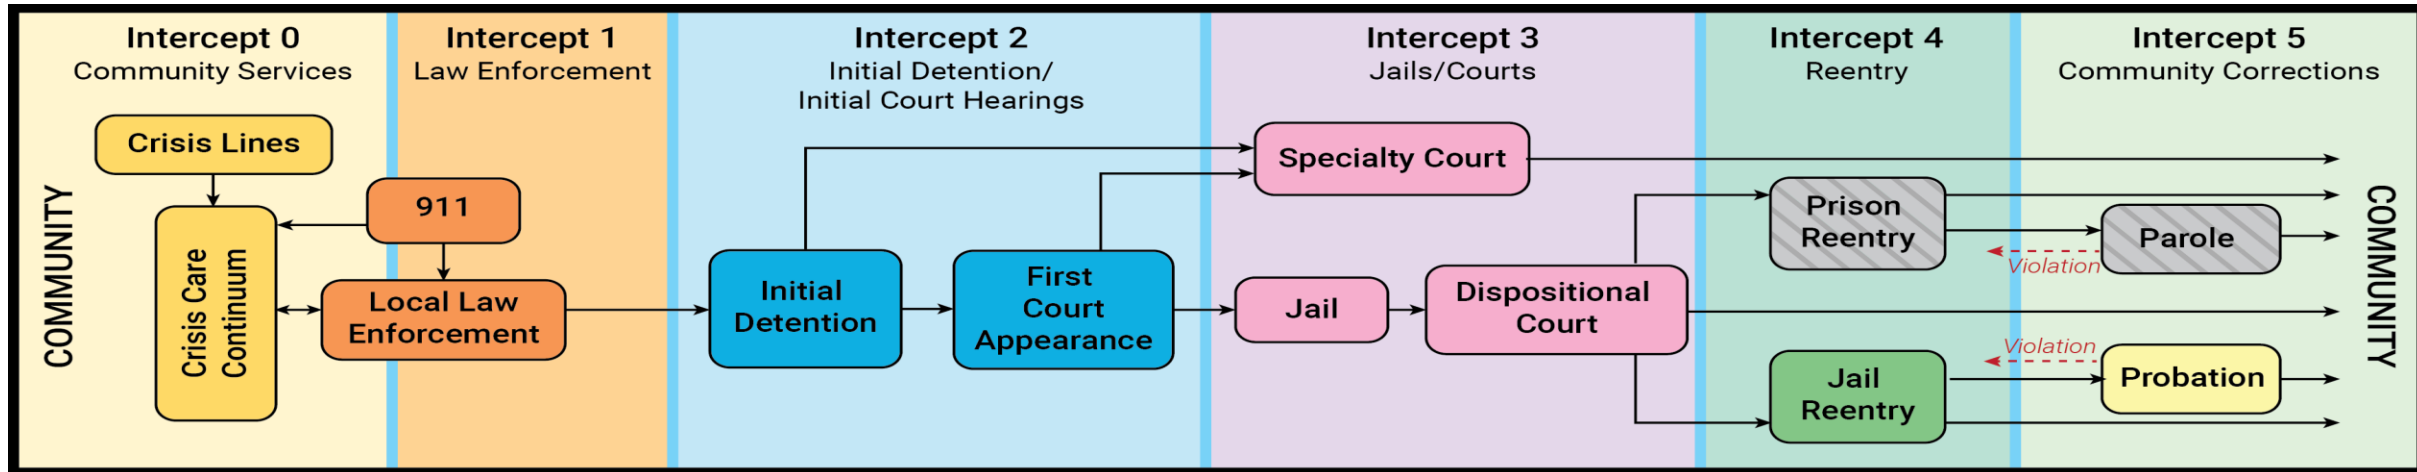 Intercept 0
Community Services
Intercept 1
Law Enforcement
Intercept 2
Initial Detention/
Initial Court Hearings
Intercept 3
Jails/Courts
Intercept 4
Reentry
Intercept 5
Community Corrections
COMMUNITY
Crisis Lines
Crisis Care
Continuum
911
Local Law
Enforcement
Initial
Detention
First
Court
Appearance
Specialty Court
Jail
Dispositional
Court
Prison
Reentry
Violation
Parole
Jail
Reentry
Violation
Probation
COMMUNITY